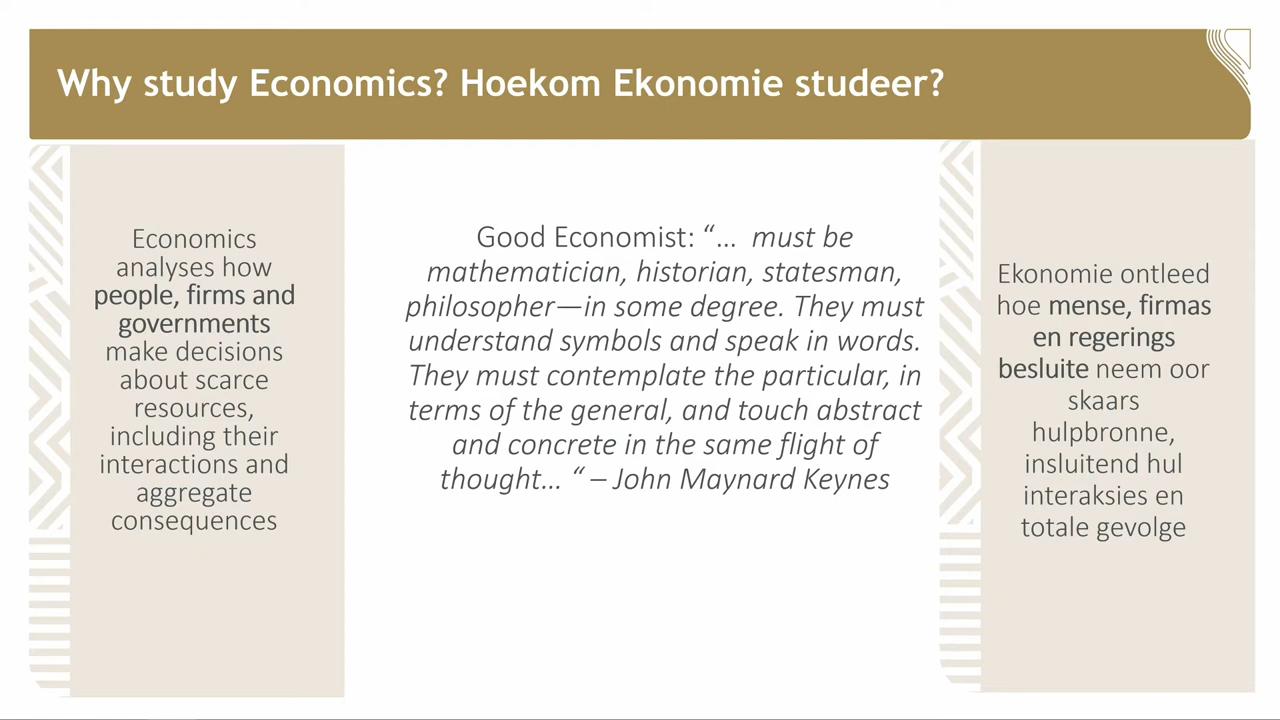 Why study Economics? Hoekom Ekonomie studeer?
Economics
analyses how
people, firms and
governments
make decisions
about scarce
resources,
including their
interactions and
aggregate
consequences
Good Economist: “… must be
mathematician, historian, statesman,
philosopher—in some degree. They must
understand symbols and speak in words.
They must contemplate the particular, in
terms of the general, and touch abstract
and concrete in the same flight of
thought… “ – John Maynard Keynes
Ekonomie ontleed
hoe mense, firmas
en regerings
besluite neem oor
skaars
hulpbronne,
insluitend hul
interaksies en
totale gevolge